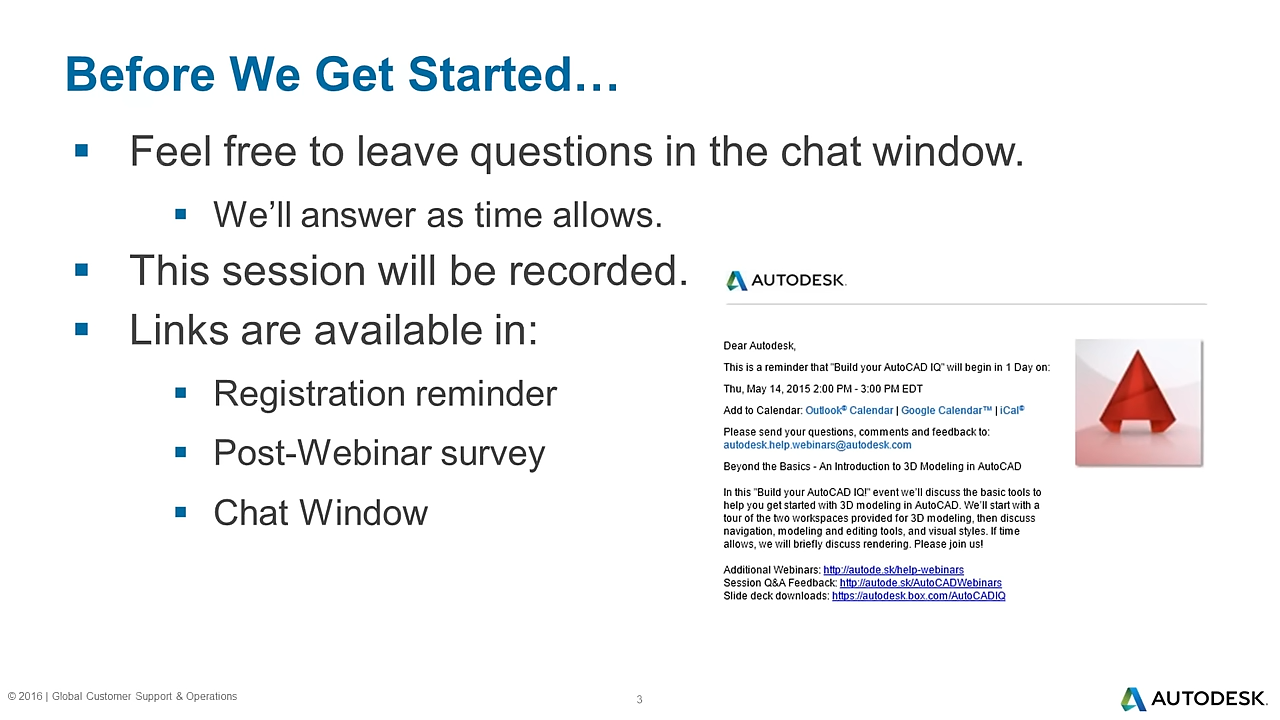 Before We Get Started…
▪ Feel free to leave questions in the chat window.
▪ We’ll answer as time allows.
▪ This session will be recorded.
▪ Links are available in:
▪ Registration reminder
▪ Post-Webinar survey
▪ Chat Window
AUTODESK.
Dear Autodesk,
This is a reminder that "Build your AutoCAD IQ" will begin in 1 Day on:
Thu, May 14, 2015 2:00 PM - 3:00 PM EDT
Add to Calendar: Outlook® Calendar | Google Calendar™ | iCal®
Please send your questions, comments and feedback to:
autodesk.help.webinars@autodesk.com
Beyond the Basics - An Introduction to 3D Modeling in AutoCAD
In this "Build your AutoCAD IQ!" event we'll discuss the basic tools to
help you get started with 3D modeling in AutoCAD. We'll start with a
tour of the two workspaces provided for 3D modeling, then discuss
navigation, modeling and editing tools, and visual styles. If time
allows, we will briefly discuss rendering. Please join us!
Additional Webinars: http://autode.sk/help-webinars
Session Q&A Feedback: http://autode.sk/AutoCADWebinars
Slide deck downloads: https://autodesk.box.com/AutoCADIQ
© 2016 | Global Customer Support & Operations
3
AUTODESK.